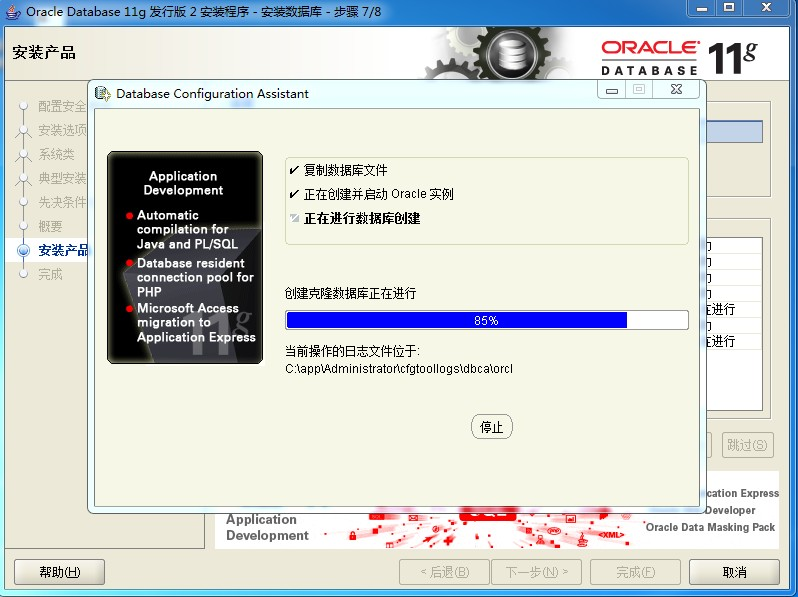 Oracle Database 11g 发行版 2 安装程序 - 安装数据库 - 步骤 7/8
安装产品
ORACLE 11g
DATABASE
配置安全
安装选项
系统类
典型安装
先决条件
概要
安装产品
完成
Database Configuration Assistant
Application
Development
Automatic
compilation for
Java and PL/SQL
Database resident
connection pool for
PHP
Microsoft Access
migration to
Application Express
11g
复制数据库文件
正在创建并启动 Oracle 实例
正在进行数据库创建
创建克隆数据库正在进行
85%
当前操作的日志文件位于:
C:\app\Administrator\cfgtoollogs\dbca\orcl
停止
在进行
在进行
跳过(S)
Application
Development
<XML>
cation Express
Developer
Oracle Data Masking Pack
帮助(H)
< 后退(B)
下一步(N) >
完成(F)
取消